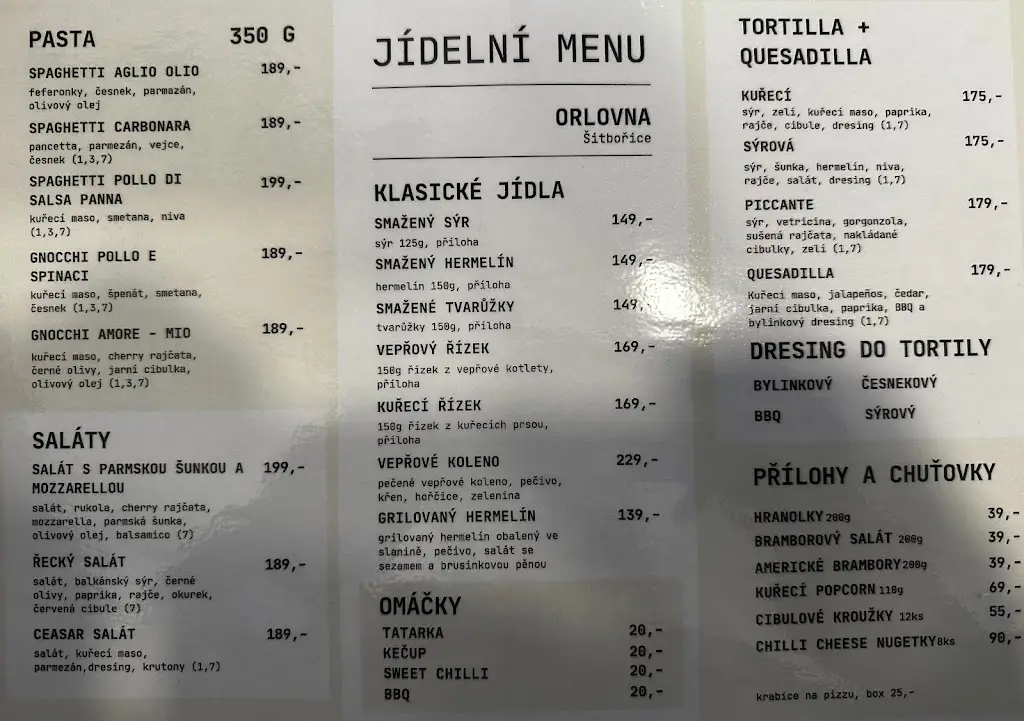 PASTA 350 G
SPAGHETTI AGLIO OLIO 189,-
feferonky, česnek, parmazán,
olivový olej
SPAGHETTI CARBONARA 189,-
pancetta, parmezán, vejce,
česnek (1,3,7)
SPAGHETTI POLLO DI 199,-
SALSA PANNA
kuřecí maso, smetana, niva
(1,3,7)
GNOCCHI POLLO E 189,-
SPINACI
kuřecí maso, špenát, smetana,
česnek (1,3,7)
GNOCCHI AMORE - MIO 189,-
kuřecí maso, cherry rajčata,
černé olivy, jarní cibulka,
olivový olej (1,3,7)
SALÁTY
SALÁT S PARMSKOU ŠUNKOU A 199,-
MOZZARELLOU
salát, rukola, cherry rajčata,
mozzarella, parmská šunka,
olivový olej, balsamico (7)
ŘECKÝ SALÁT 189,-
salát, balkánský sýr, černé
olivy, paprika, rajče, okurek,
červená cibule (7)
CEASAR SALÁT 189,-
salát, kuřecí maso,
parmezán,dresing, krutony (1,7)
JÍDELNÍ MENU
ORLOVNA
Šitbořice
KLASICKÉ JÍDLA
SMAŽENÝ SÝR 149,-
sýr 125g, příloha
SMAŽENÝ HERMELÍN 149,-
hermelín 150g, příloha
SMAŽENÉ TVARŮŽKY 149,-
tvarůžky 150g, příloha
VEPŘOVÝ ŘÍZEK 169,-
150g řízek z vepřové kotlety,
příloha
KUŘECÍ ŘÍZEK 169,-
150g řízek z kuřecích prsou,
příloha
VEPŘOVÉ KOLENO 229,-
pečené vepřové koleno, pečivo,
křen, hořčice, zelenina
GRILOVANÝ HERMELÍN 139,-
grilovaný hermelín obalený ve
slanině, pečivo, salát se
sezamem a brusinkovou pěnou
OMÁČKY
TATARKA 20,-
KEČUP 20,-
SWEET CHILLI 20,-
BBQ 20,-
TORTILLA +
QUESADILLA
KUŘECÍ 175,-
sýr, zelí, kuřecí maso, paprika,
rajče, cibule, dresing (1,7)
SÝROVÁ 175,-
sýr, šunka, hermelín, niva,
rajče, salát, dresing (1,7)
PICCANTE 179,-
sýr, vetricina, gorgonzola,
sušená rajčata, nakládané
cibulky, zelí (1,7)
QUESADILLA 179,-
Kuřecí maso, jalapeños, čedar,
jarní cibulka, paprika, BBQ a
bylinkový dresing (1,7)
DRESING DO TORTILY
BYLINKOVÝ ČESNEKOVÝ
BBQ SÝROVÝ
PŘÍLOHY A CHUŤOVKY
HRANOLKY 200g 39,-
BRAMBOROVÝ SALÁT 200g 39,-
AMERICKÉ BRAMBORY 200g 39,-
KUŘECÍ POPCORN 110g 69,-
CIBULOVÉ KROUŽKY 12ks 55,-
CHILLI CHEESE NUGETKY 8ks 90,-
krabice na pizzu, box 25,-